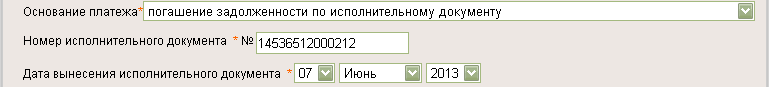 Основание платежа* погашение задолженности по исполнительному документу
Номер исполнительного документа * № 14536512000212
Дата вынесения исполнительного документа * 07 Июнь 2013